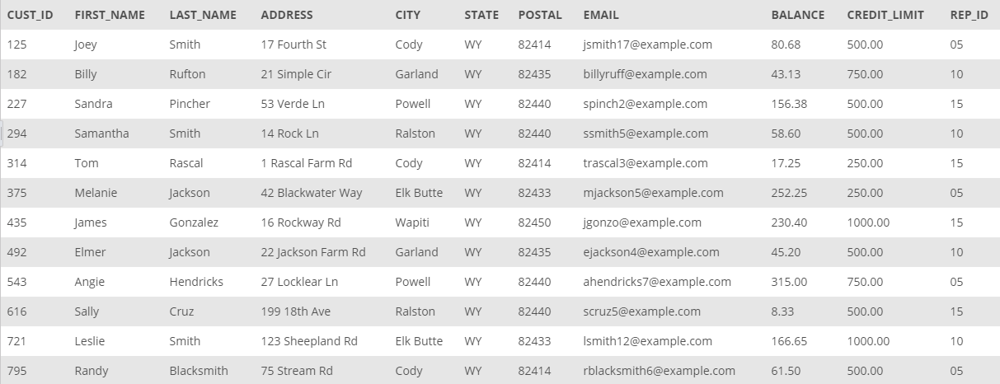 CUST_ID FIRST_NAME LAST_NAME ADDRESS CITY STATE POSTAL EMAIL BALANCE CREDIT_LIMIT REP_ID
125 Joey Smith 17 Fourth St Cody WY 82414 jsmith17@example.com 80.68 500.00 05
182 Billy Rufton 21 Simple Cir Garland WY 82435 billyruff@example.com 43.13 750.00 10
227 Sandra Pincher 53 Verde Ln Powell WY 82440 spinch2@example.com 156.38 500.00 15
294 Samantha Smith 14 Rock Ln Ralston WY 82440 ssmith5@example.com 58.60 500.00 10
314 Tom Rascal 1 Rascal Farm Rd Cody WY 82414 trascal3@example.com 17.25 250.00 15
375 Melanie Jackson 42 Blackwater Way Elk Butte WY 82433 mjackson5@example.com 252.25 250.00 05
435 James Gonzalez 16 Rockway Rd Wapiti WY 82450 jgonzo@example.com 230.40 1000.00 15
492 Elmer Jackson 22 Jackson Farm Rd Garland WY 82435 ejackson4@example.com 45.20 500.00 10
543 Angie Hendricks 27 Locklear Ln Powell WY 82440 ahendricks7@example.com 315.00 750.00 05
616 Sally Cruz 199 18th Ave Ralston WY 82440 scruz5@example.com 8.33 500.00 15
721 Leslie Smith 123 Sheepland Rd Elk Butte WY 82433 lsmith12@example.com 166.65 1000.00 10
795 Randy Blacksmith 75 Stream Rd Cody WY 82414 rblacksmith6@example.com 61.50 500.00 05